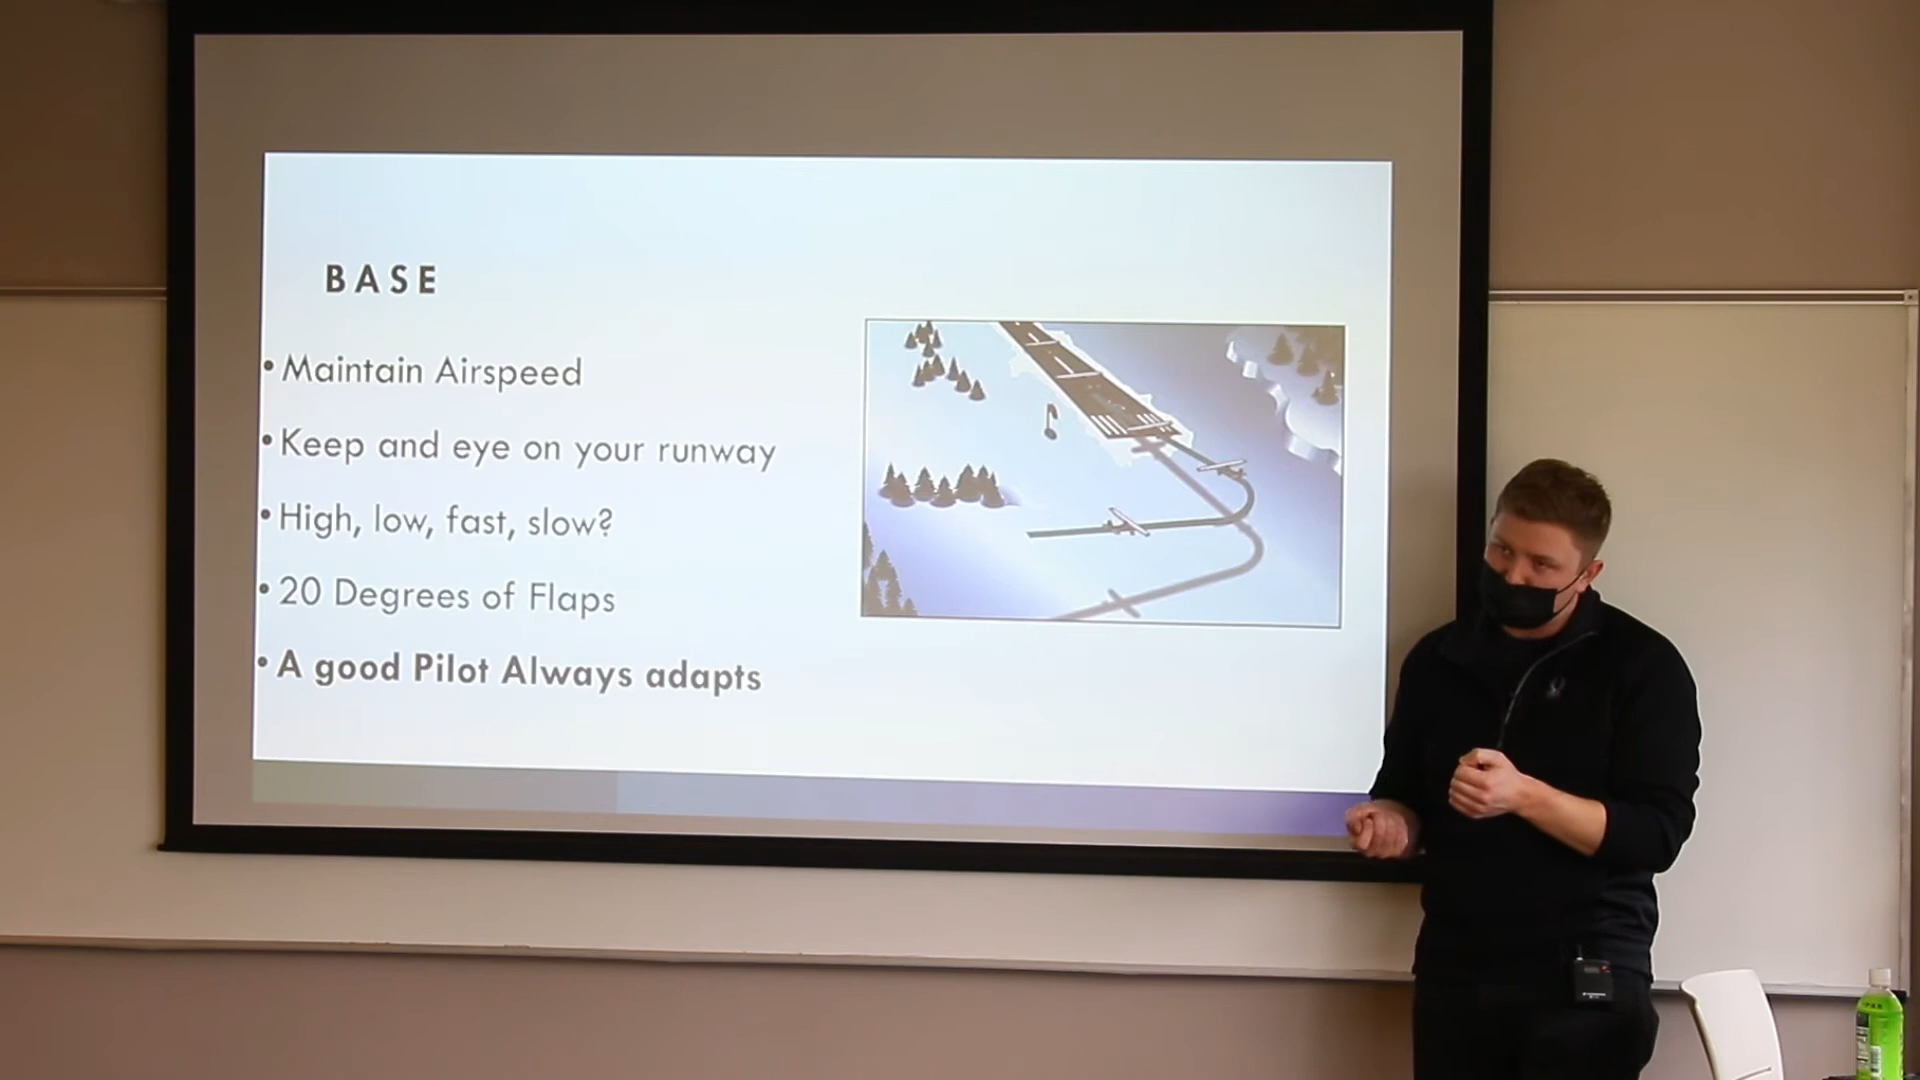 BASE
• Maintain Airspeed
• Keep and eye on your runway
• High, low, fast, slow?
• 20 Degrees of Flaps
• A good Pilot Always adapts